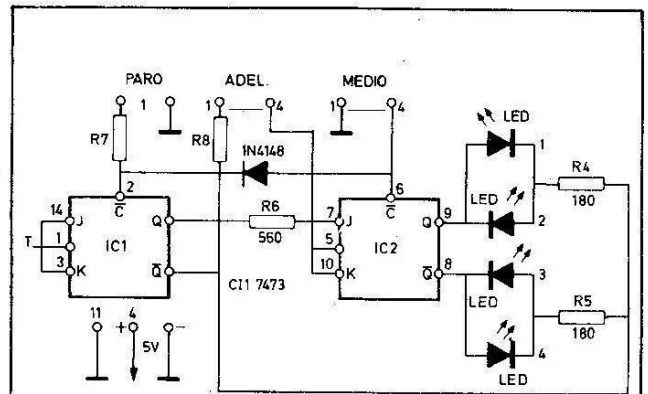 PARO ADEL. MEDIO
1 1 4 1 4
R7 R8 1N4148 LED 1
2 6 R4
14 J C̅ Q R6 7 J C̅ Q 9 LED 2 180
T 1 IC1 560 5 IC2
3 K Q̅ CI1 7473 10 K Q̅ 8 LED 3 R5
11 + 4 - 180
5V 4
LED